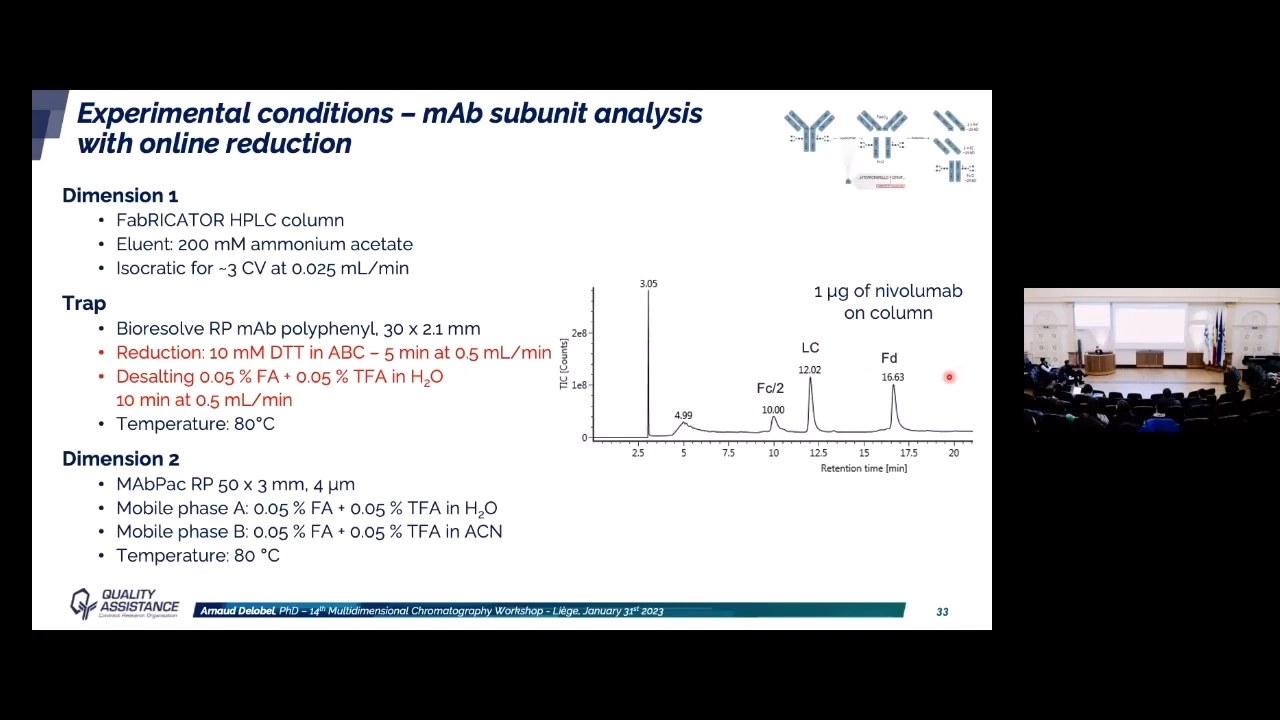 Experimental conditions – mAb subunit analysis
with online reduction
Dimension 1
• FabRICATOR HPLC column
• Eluent: 200 mM ammonium acetate
• Isocratic for ~3 CV at 0.025 mL/min
Trap
• Bioresolve RP mAb polyphenyl, 30 x 2.1 mm
• Reduction: 10 mM DTT in ABC – 5 min at 0.5 mL/min
• Desalting 0.05 % FA + 0.05 % TFA in H₂O
10 min at 0.5 mL/min
• Temperature: 80°C
Dimension 2
• MAbPac RP 50 x 3 mm, 4 µm
• Mobile phase A: 0.05 % FA + 0.05 % TFA in H₂O
• Mobile phase B: 0.05 % FA + 0.05 % TFA in ACN
• Temperature: 80 °C
1 µg of nivolumab
on column
3.05
LC
Fd
12.02
16.63
Fc/2
10.00
4.99
TIC [Counts]
2e8
1e8
0
2.5 5 7.5 10 12.5 15 17.5 20
Retention time [min]
QUALITY
ASSISTANCE
Contract Research Organisation
Arnaud Delobel, PhD – 14th Multidimensional Chromatography Workshop - Liège, January 31st 2023
33